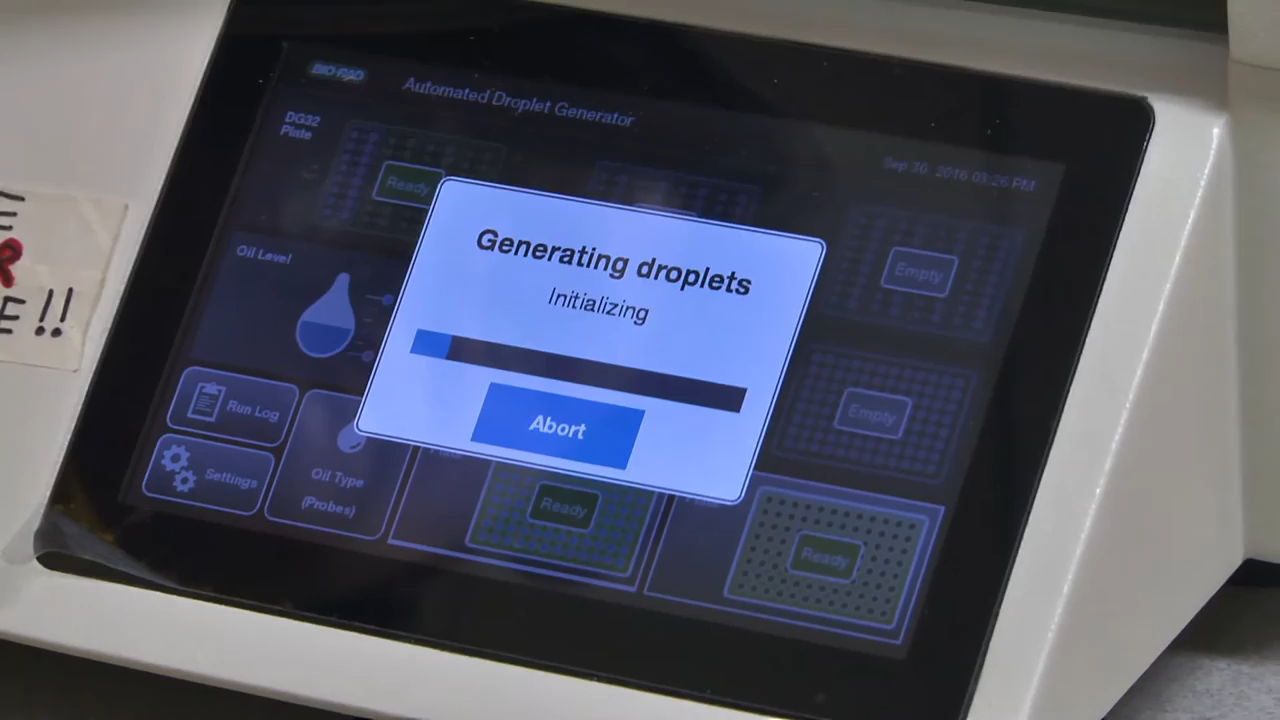 BIO-RAD
Automated Droplet Generator
Sep 10, 2016 03:26 PM
DG32
Plate
Ready
Generating droplets
Initializing
Abort
Empty
Oil Level
Empty
Run Log
Settings
Oil Type
(Probes)
Ready
Ready
E!!